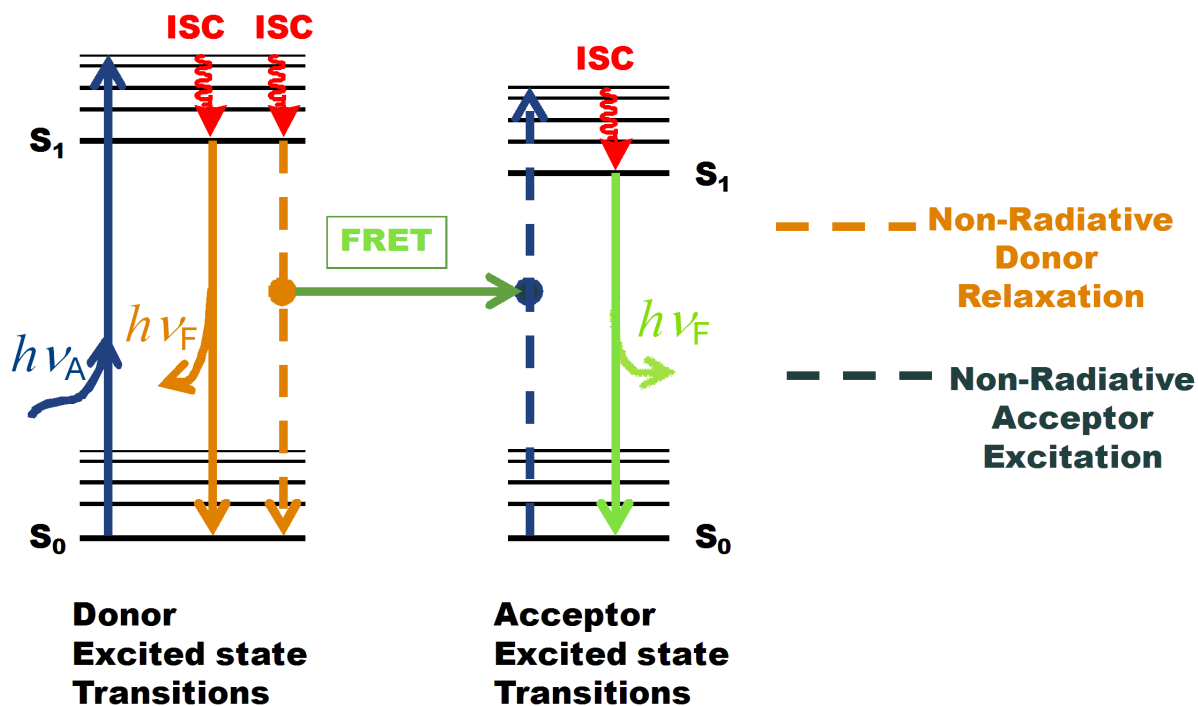 ISC ISC
ISC
S1
S1
FRET
Non-Radiative
Donor
Relaxation
hνA
hνF
hνF
Non-Radiative
Acceptor
Excitation
S0
S0
Donor
Excited state
Transitions
Acceptor
Excited state
Transitions